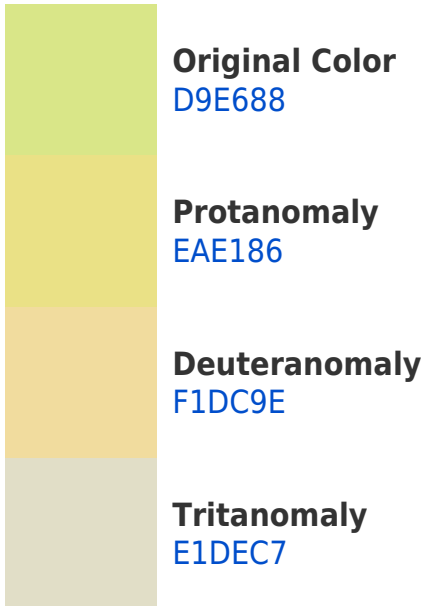 Original Color
D9E688
Protanomaly
EAE186
Deuteranomaly
F1DC9E
Tritanomaly
E1DEC7